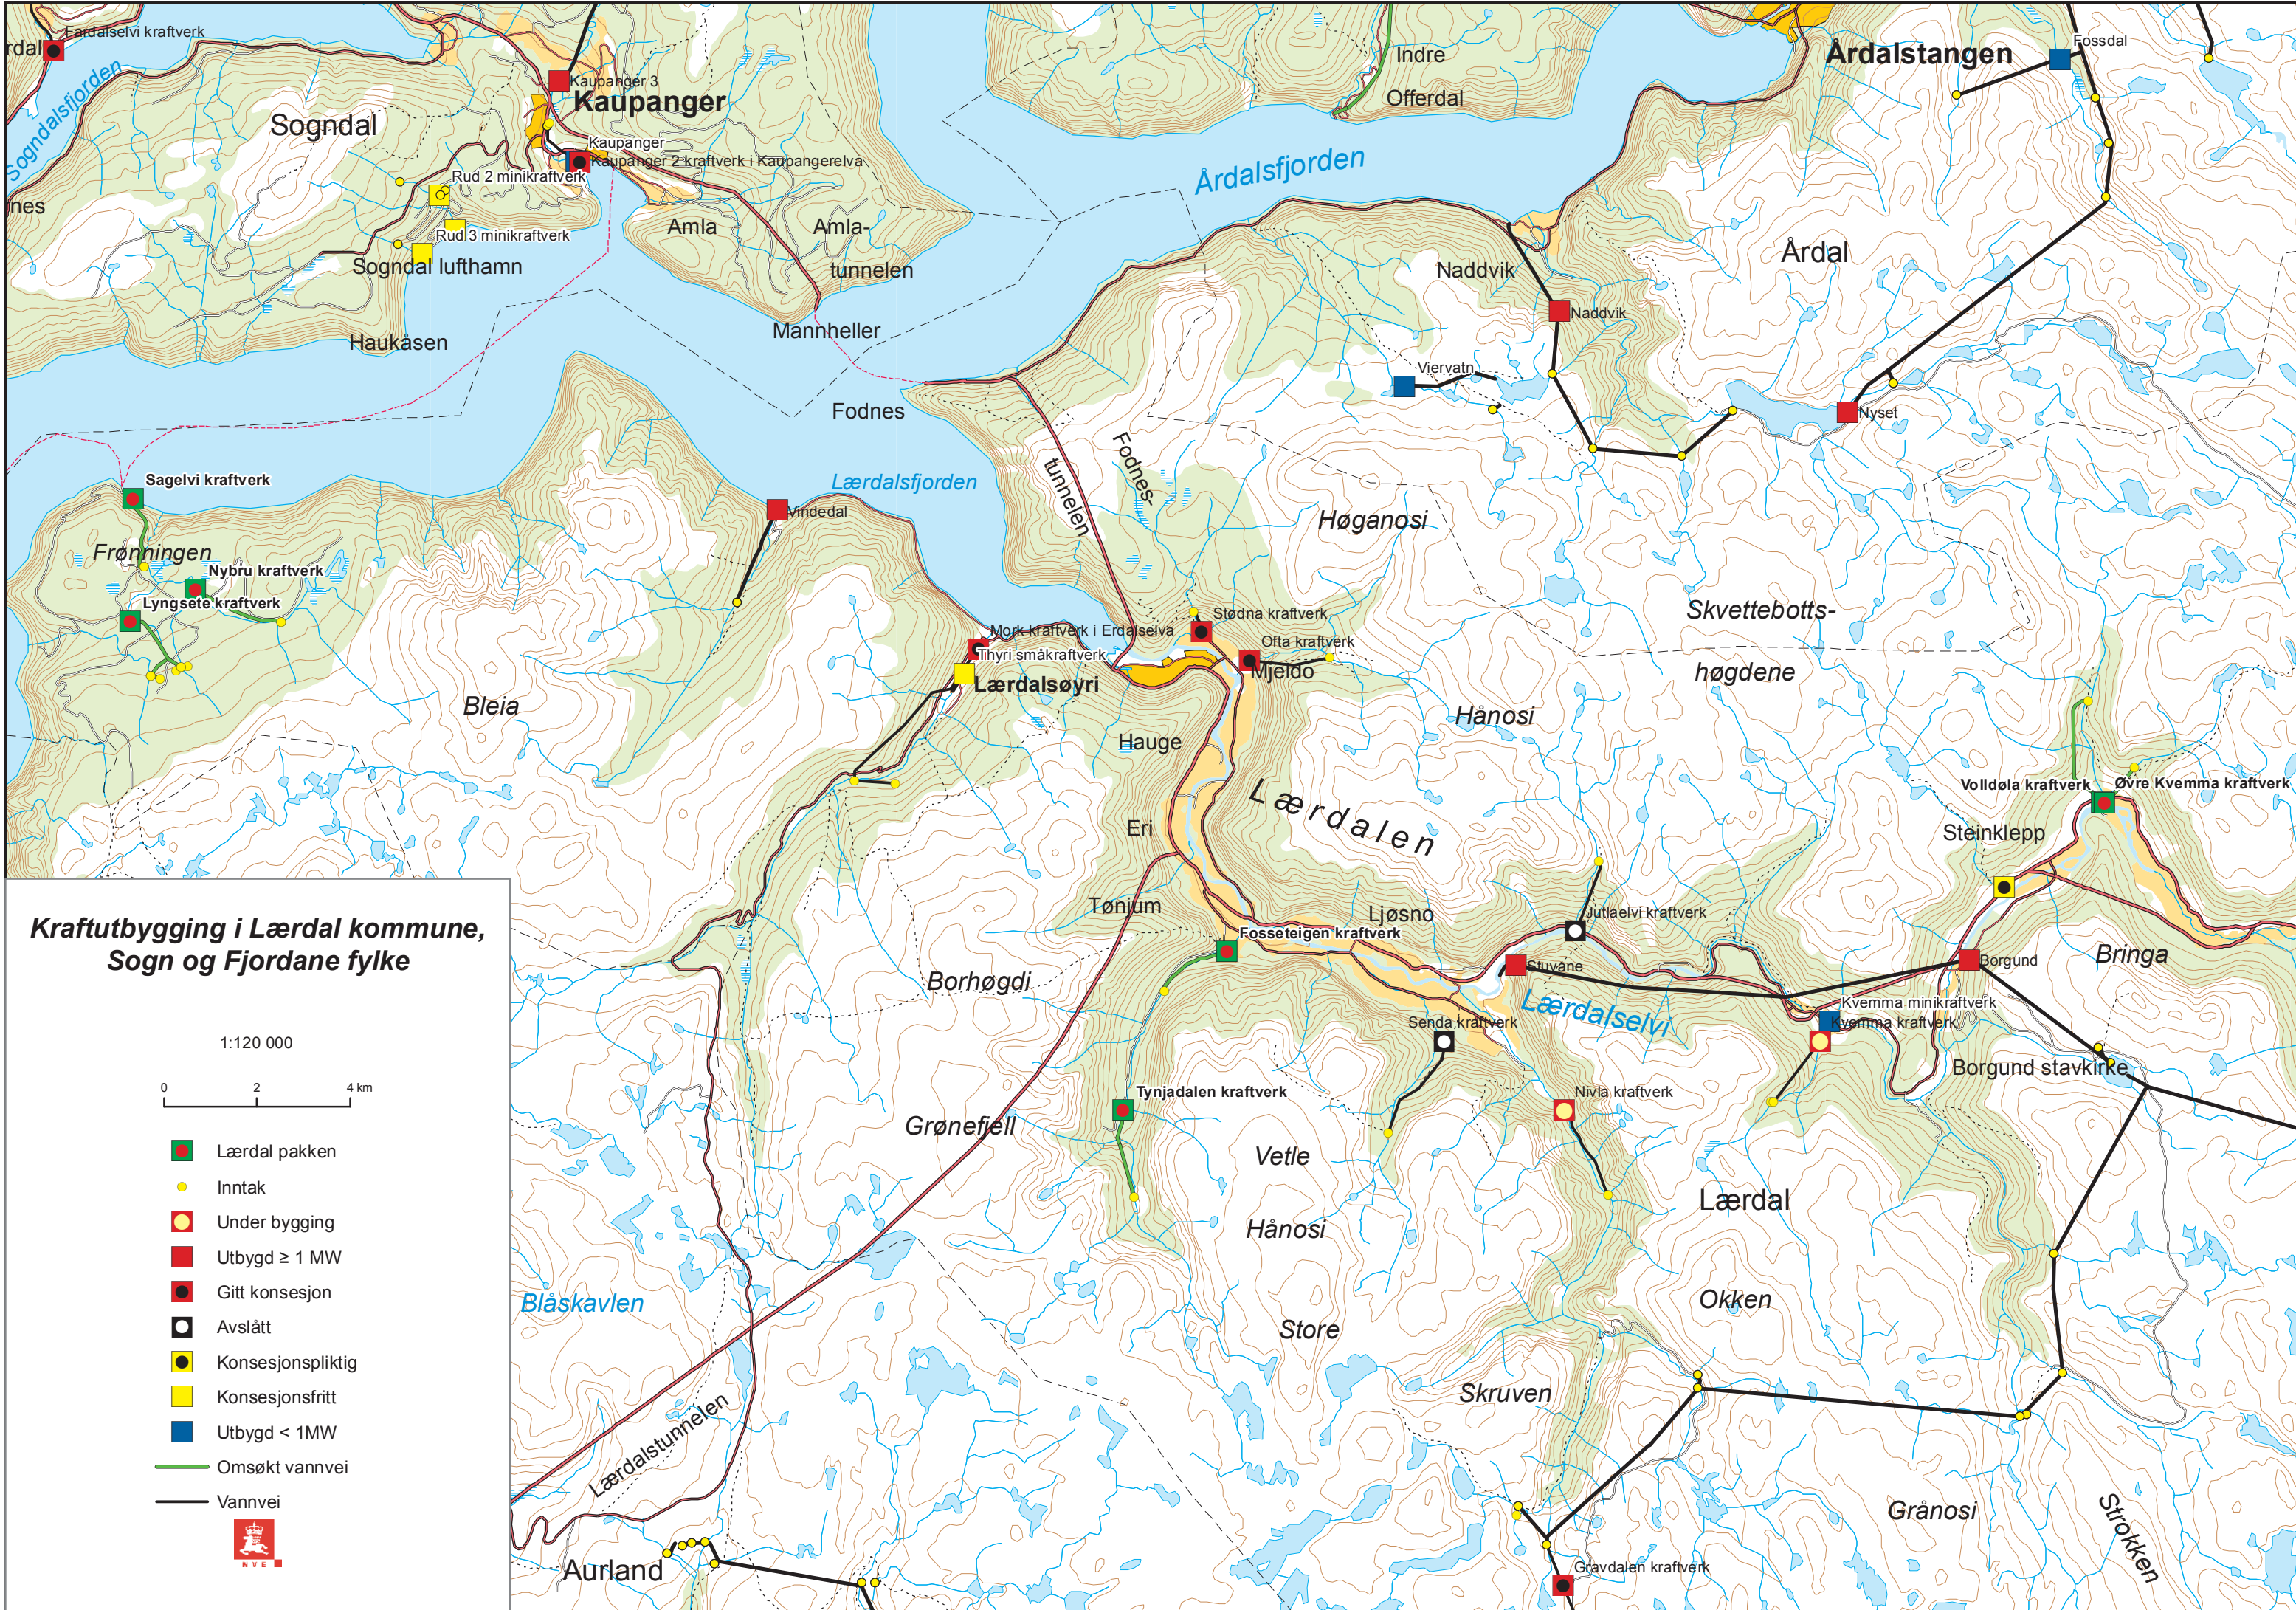 Fardalselvi kraftverk
rdal
Sogndalsfjorden
nes
Sogndal
Kaupanger 3
Kaupanger
Kaupanger
Kaupanger 2 kraftverk i Kaupangerelva
Rud 2 minikraftverk
Rud 3 minikraftverk
Sogndal lufthamn
Haukåsen
Amla
Amla-
tunnelen
Mannheller
Fodnes
Indre
Offerdal
Årdalsfjorden
Årdalstangen
Fossdal
Årdal
Naddvik
Naddvik
Viervatn
Nyset
Sagelvi kraftverk
Frønningen
Nybru kraftverk
Lyngsete kraftverk
Bleia
Vindedal
Lærdalsfjorden
Fodnes-
tunnelen
Høganosi
Skvettebotts-
høgdene
Hånosi
Stødna kraftverk
Ofta kraftverk
Mjeldo
Mork kraftverk i Erdalselva
Tihyri småkraftverk
Lærdalsøyri
Hauge
Eri
Lærdalen
Tønjum
Ljøsno
Volldøla kraftverk
Øvre Kvemma kraftverk
Steinklepp
Bringa
Borgund
Jutlaelvi kraftverk
Stuvane
Fosseteigen kraftverk
Borhøgdi
Lærdalselvi
Kvemma minikraftverk
Kvemma kraftverk
Borgund stavkirke
Senda kraftverk
Nivla kraftverk
Tynjadalen kraftverk
Grønefjell
Vetle
Hånosi
Lærdal
Okken
Store
Skruven
Blåskavlen
Lærdalstunnelen
Aurland
Gravdalen kraftverk
Grånosi
Strokken
Kraftutbygging i Lærdal kommune,
Sogn og Fjordane fylke
1:120 000
0 2 4 km
Lærdal pakken
Inntak
Under bygging
Utbygd ≥ 1 MW
Gitt konsesjon
Avslått
Konsesjonspliktig
Konsesjonsfritt
Utbygd < 1MW
Omsøkt vannvei
Vannvei
NVE